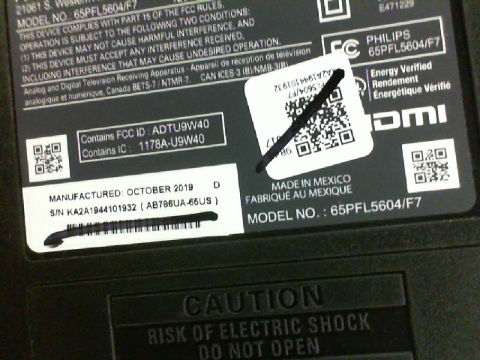 21061 S. Western
MODEL NO. 65PFL5604/F7
THIS DEVICE COMPLIES WITH PART 15 OF THE FCC RULES.
OPERATION IS SUBJECT TO THE FOLLOWING TWO CONDITIONS:
(1) THIS DEVICE MAY NOT CAUSE HARMFUL INTERFERENCE, AND
(2) THIS DEVICE MUST ACCEPT ANY INTERFERENCE RECEIVED,
INCLUDING INTERFERENCE THAT MAY CAUSE UNDESIRED OPERATION.
Analog and Digital Television Receiving Apparatus Appareil de réception de télévision
analogique et numérique, Canada BETS-7 / NTMR-7. CAN ICES-3 (B)/NMB-3(B)
E471229
FC PHILIPS
65PFL5604/F7
Energy Verified
Rendement
Énergétique Vérifié
HDMI
Contains FCC ID : ADTU9W40
Contains IC : 1178A-U9W40
MANUFACTURED: OCTOBER 2019 D
S/N KA2A1944101932 ( AB786UA-65US )
MADE IN MEXICO
FABRIQUÉ AU MEXIQUE
MODEL NO. : 65PFL5604/F7
CAUTION
RISK OF ELECTRIC SHOCK
DO NOT OPEN